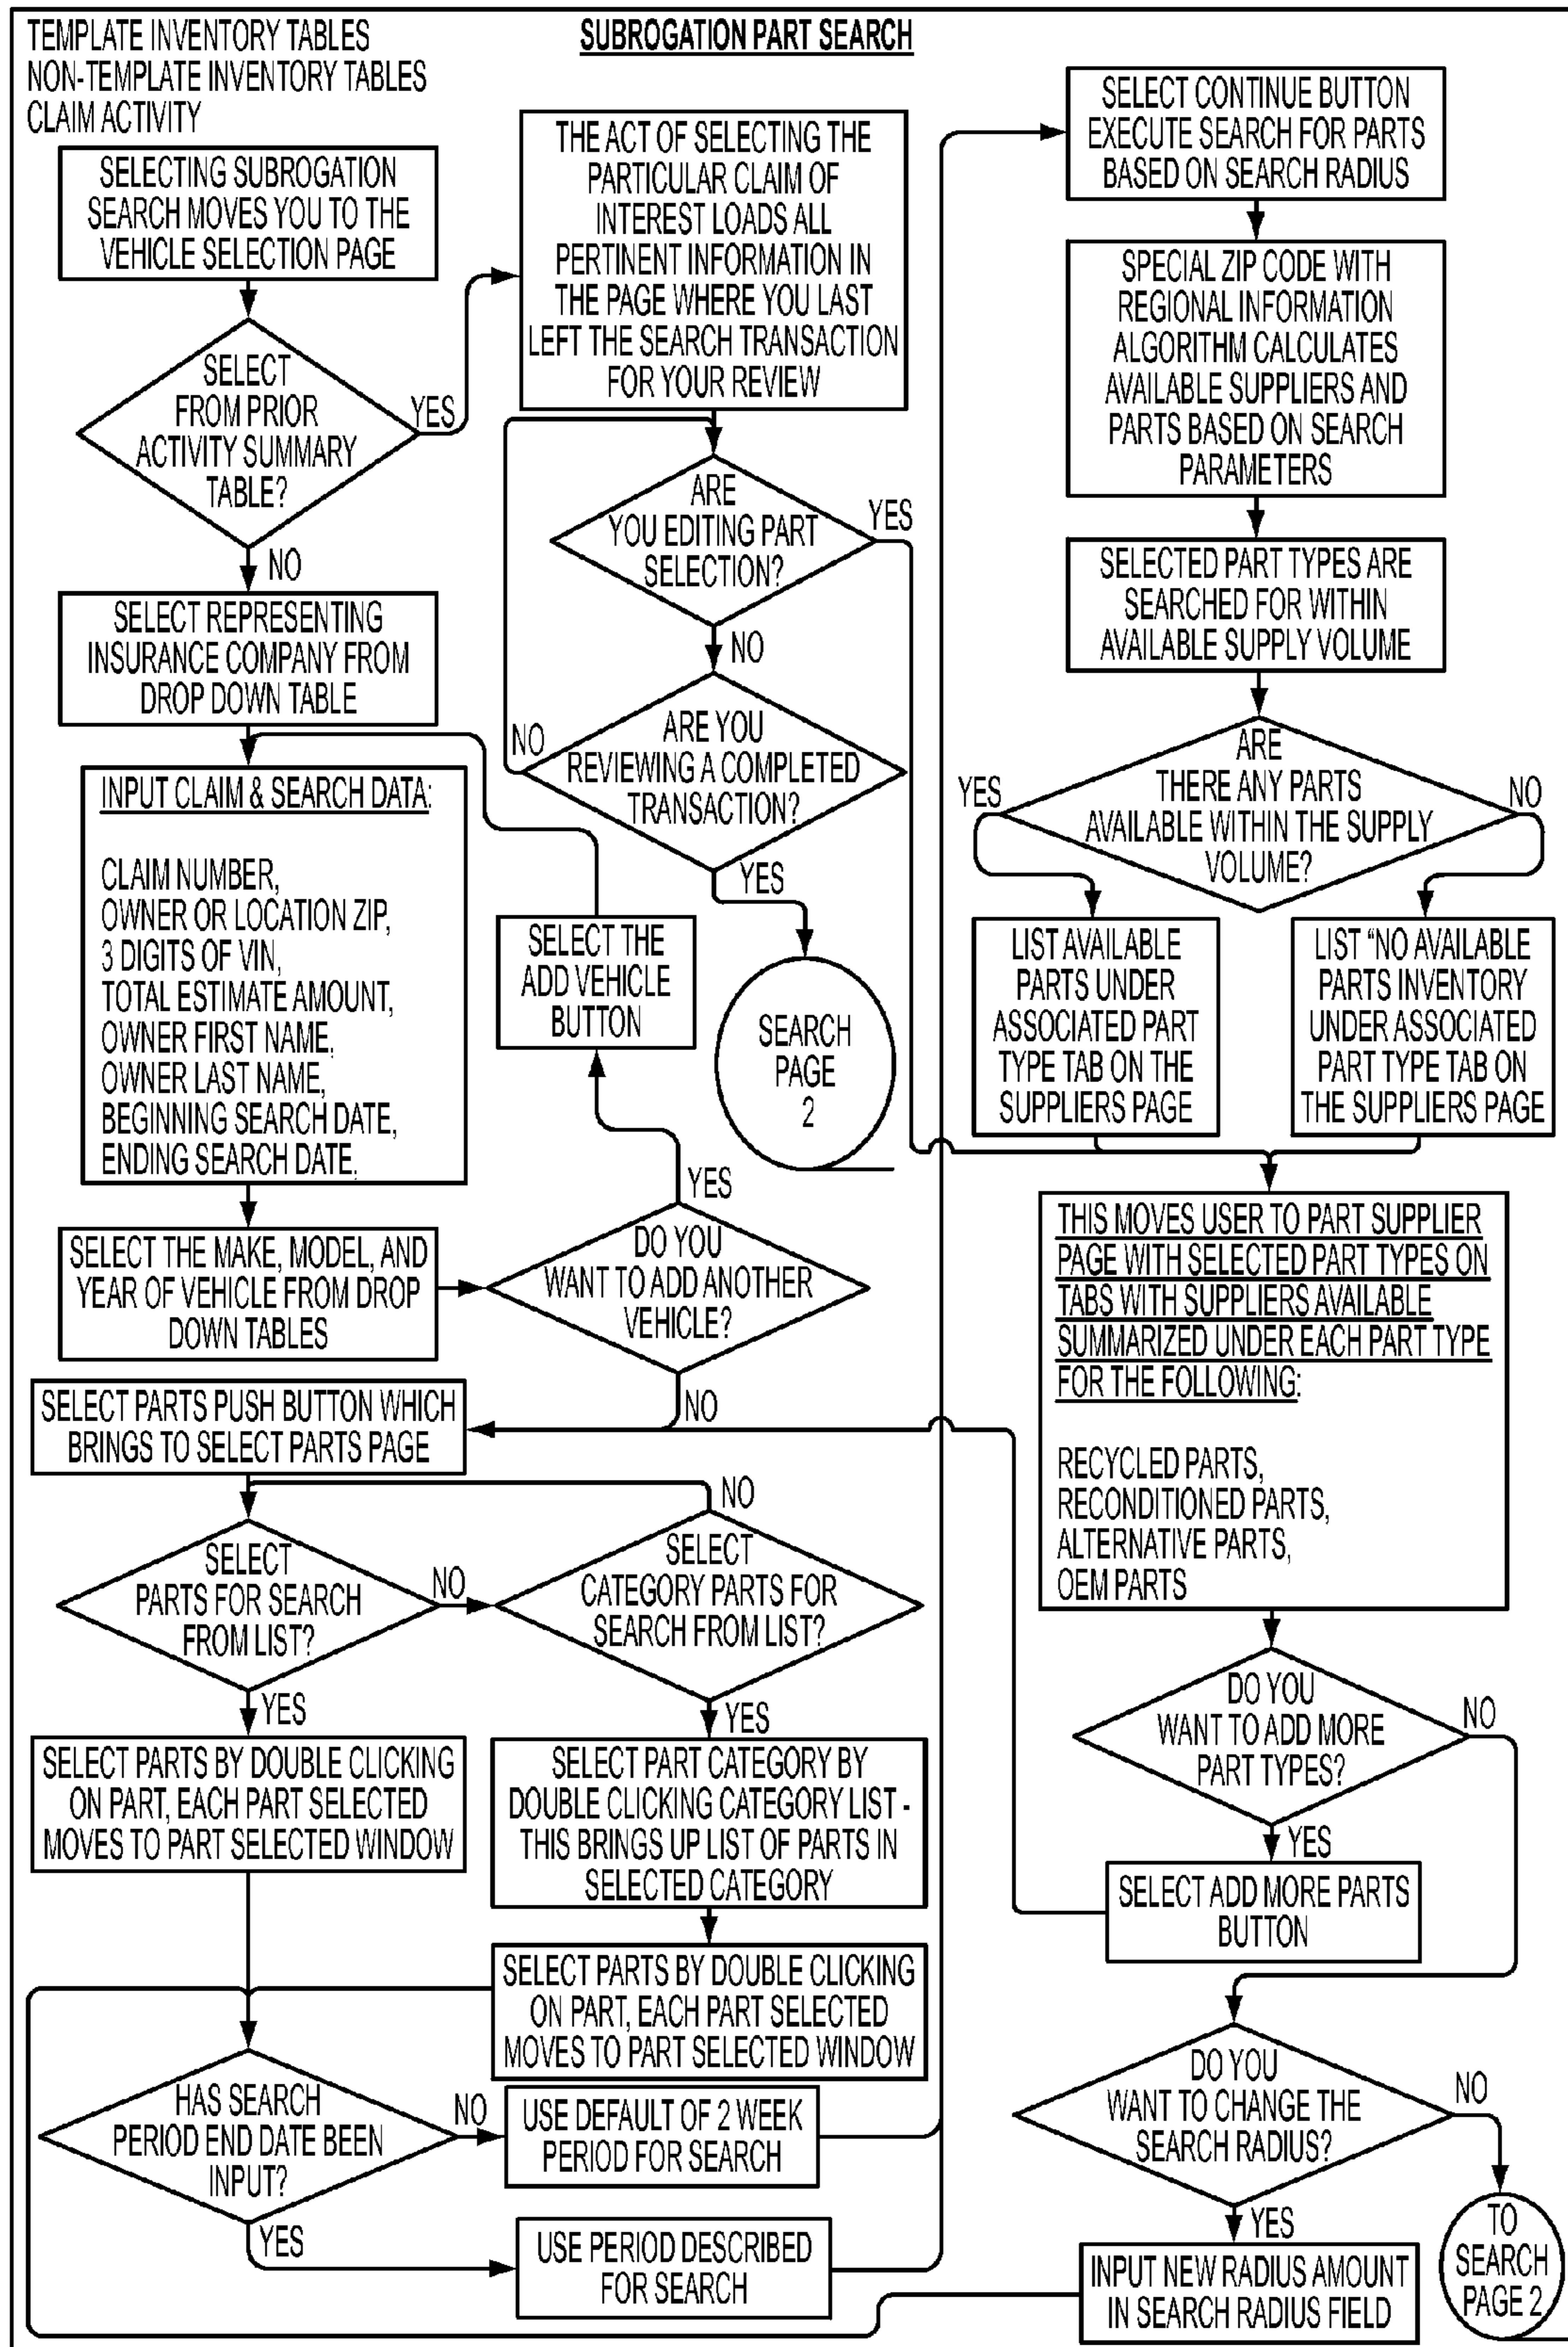 TEMPLATE INVENTORY TABLES
NON-TEMPLATE INVENTORY TABLES
CLAIM ACTIVITY
SUBROGATION PART SEARCH
SELECTING SUBROGATION
SEARCH MOVES YOU TO THE
VEHICLE SELECTION PAGE
SELECT
FROM PRIOR
ACTIVITY SUMMARY
TABLE?
YES
NO
SELECT REPRESENTING
INSURANCE COMPANY FROM
DROP DOWN TABLE
INPUT CLAIM & SEARCH DATA:
CLAIM NUMBER,
OWNER OR LOCATION ZIP,
3 DIGITS OF VIN,
TOTAL ESTIMATE AMOUNT,
OWNER FIRST NAME,
OWNER LAST NAME,
BEGINNING SEARCH DATE,
ENDING SEARCH DATE.
SELECT THE MAKE, MODEL, AND
YEAR OF VEHICLE FROM DROP
DOWN TABLES
DO YOU
WANT TO ADD ANOTHER
VEHICLE?
YES
NO
SELECT THE
ADD VEHICLE
BUTTON
SELECT PARTS PUSH BUTTON WHICH
BRINGS TO SELECT PARTS PAGE
SELECT
PARTS FOR SEARCH
FROM LIST?
NO
YES
SELECT
CATEGORY PARTS FOR
SEARCH FROM LIST?
NO
YES
SELECT PARTS BY DOUBLE CLICKING
ON PART, EACH PART SELECTED
MOVES TO PART SELECTED WINDOW
SELECT PART CATEGORY BY
DOUBLE CLICKING CATEGORY LIST -
THIS BRINGS UP LIST OF PARTS IN
SELECTED CATEGORY
SELECT PARTS BY DOUBLE CLICKING
ON PART, EACH PART SELECTED
MOVES TO PART SELECTED WINDOW
HAS SEARCH
PERIOD END DATE BEEN
INPUT?
NO
YES
USE DEFAULT OF 2 WEEK
PERIOD FOR SEARCH
USE PERIOD DESCRIBED
FOR SEARCH
THE ACT OF SELECTING THE
PARTICULAR CLAIM OF
INTEREST LOADS ALL
PERTINENT INFORMATION IN
THE PAGE WHERE YOU LAST
LEFT THE SEARCH TRANSACTION
FOR YOUR REVIEW
ARE
YOU EDITING PART
SELECTION?
YES
NO
ARE YOU
REVIEWING A COMPLETED
TRANSACTION?
NO
YES
SEARCH
PAGE
2
SELECT CONTINUE BUTTON
EXECUTE SEARCH FOR PARTS
BASED ON SEARCH RADIUS
SPECIAL ZIP CODE WITH
REGIONAL INFORMATION
ALGORITHM CALCULATES
AVAILABLE SUPPLIERS AND
PARTS BASED ON SEARCH
PARAMETERS
SELECTED PART TYPES ARE
SEARCHED FOR WITHIN
AVAILABLE SUPPLY VOLUME
ARE
THERE ANY PARTS
AVAILABLE WITHIN THE SUPPLY
VOLUME?
YES
NO
LIST AVAILABLE
PARTS UNDER
ASSOCIATED PART
TYPE TAB ON THE
SUPPLIERS PAGE
LIST “NO AVAILABLE
PARTS INVENTORY
UNDER ASSOCIATED
PART TYPE TAB ON
THE SUPPLIERS PAGE
THIS MOVES USER TO PART SUPPLIER
PAGE WITH SELECTED PART TYPES ON
TABS WITH SUPPLIERS AVAILABLE
SUMMARIZED UNDER EACH PART TYPE
FOR THE FOLLOWING:
RECYCLED PARTS,
RECONDITIONED PARTS,
ALTERNATIVE PARTS,
OEM PARTS
DO YOU
WANT TO ADD MORE
PART TYPES?
NO
YES
SELECT ADD MORE PARTS
BUTTON
DO YOU
WANT TO CHANGE THE
SEARCH RADIUS?
NO
YES
INPUT NEW RADIUS AMOUNT
IN SEARCH RADIUS FIELD
TO
SEARCH
PAGE 2